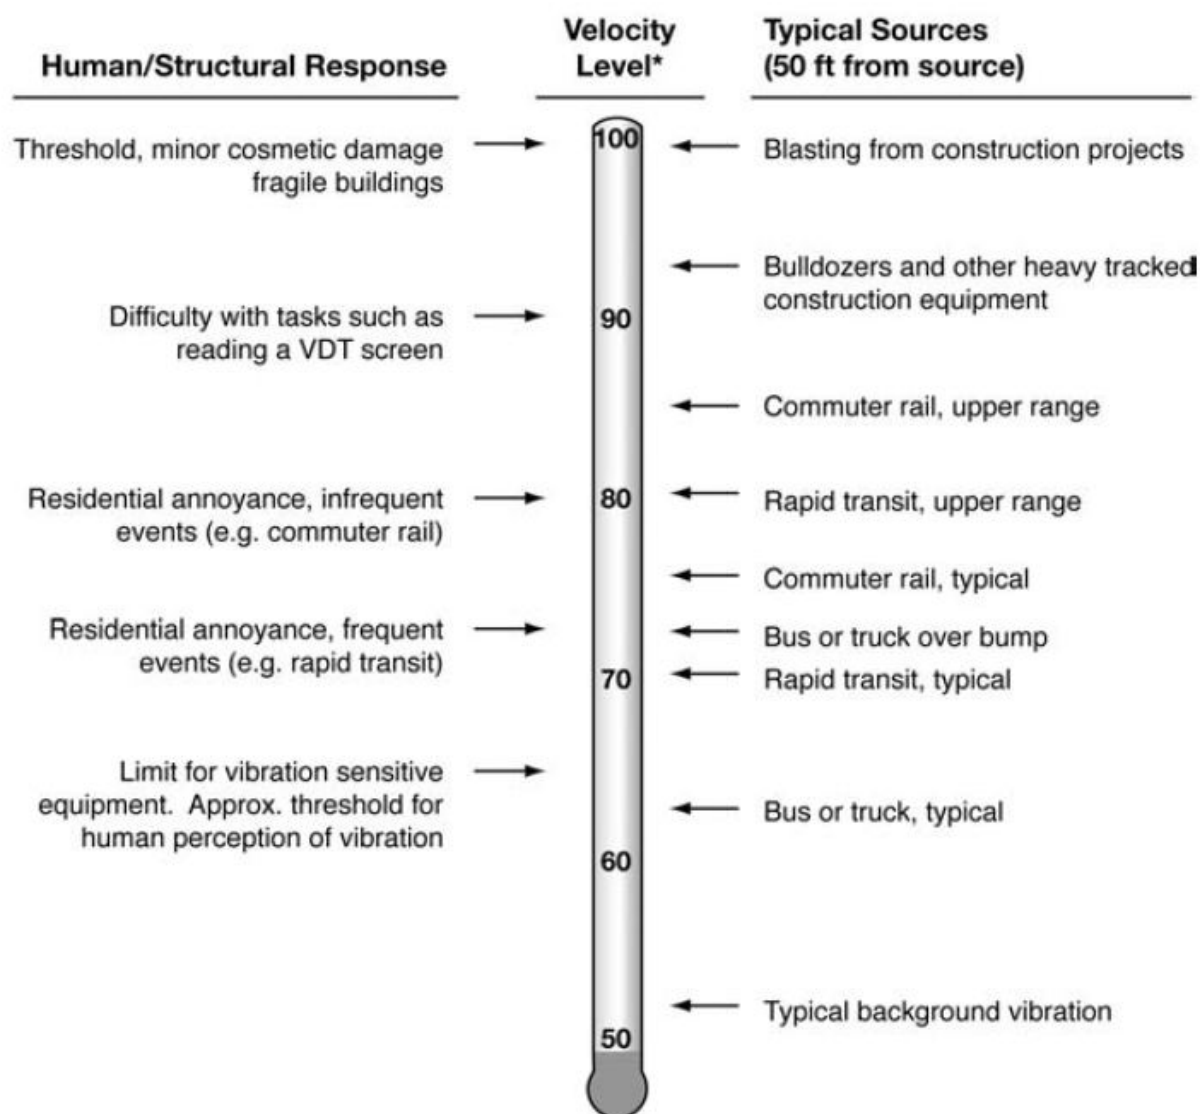 Human/Structural Response
Velocity
Level*
Typical Sources
(50 ft from source)
Threshold, minor cosmetic damage
fragile buildings
100
Blasting from construction projects
Bulldozers and other heavy tracked
construction equipment
Difficulty with tasks such as
reading a VDT screen
90
Commuter rail, upper range
Residential annoyance, infrequent
events (e.g. commuter rail)
80
Rapid transit, upper range
Commuter rail, typical
Residential annoyance, frequent
events (e.g. rapid transit)
Bus or truck over bump
70
Rapid transit, typical
Limit for vibration sensitive
equipment. Approx. threshold for
human perception of vibration
Bus or truck, typical
60
Typical background vibration
50